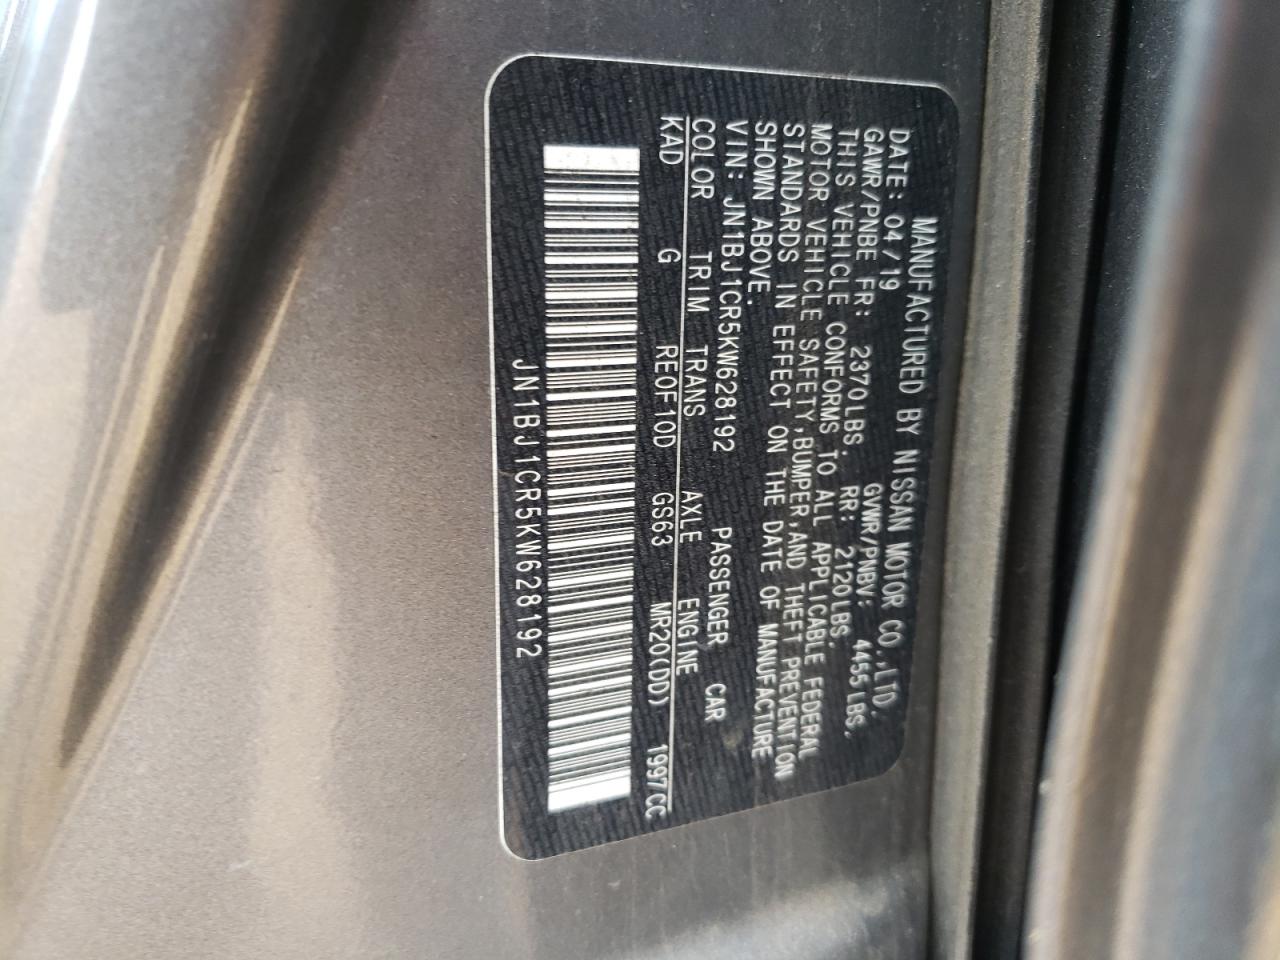 MANUFACTURED BY NISSAN MOTOR CO.,LTD.
DATE: 04/19 GVWR/PNBV: 4455LBS.
GAWR/PNBE FR: 2370LBS. RR: 2120LBS.
THIS VEHICLE CONFORMS TO ALL APPLICABLE FEDERAL
MOTOR VEHICLE SAFETY,BUMPER,AND THEFT PREVENTION
STANDARDS IN EFFECT ON THE DATE OF MANUFACTURE
SHOWN ABOVE.
VIN: JN1BJ1CR5KW628192 PASSENGER CAR
COLOR TRIM TRANS AXLE ENGINE
KAD G RE0F10D GS63 MR20(DD) 1997CC
JN1BJ1CR5KW628192